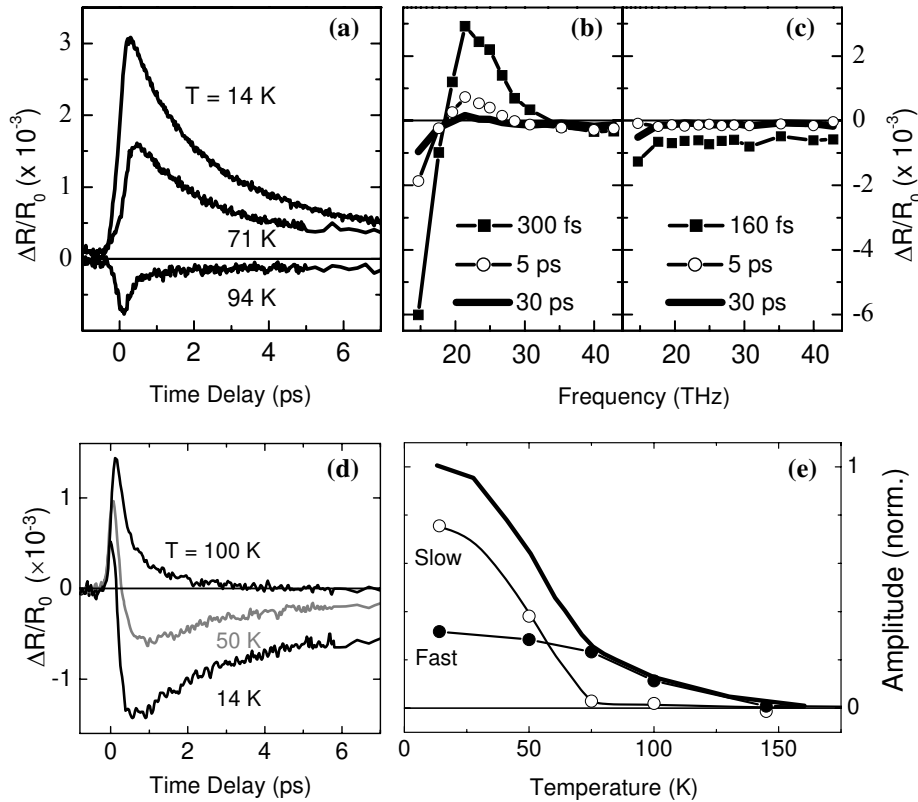 (a)
3
2
1
0
ΔR/R0 (x 10-3)
T = 14 K
71 K
94 K
0 2 4 6
Time Delay (ps)
(b)
300 fs
5 ps
30 ps
20 30 40
(c)
160 fs
5 ps
30 ps
20 30 40
Frequency (THz)
2
0
-2
-4
-6
ΔR/R0 (x 10-3)
(d)
1
0
-1
ΔR/R0 (×10-3)
T = 100 K
50 K
14 K
0 2 4 6
Time Delay (ps)
(e)
Slow
Fast
1
0
Amplitude (norm.)
0 50 100 150
Temperature (K)